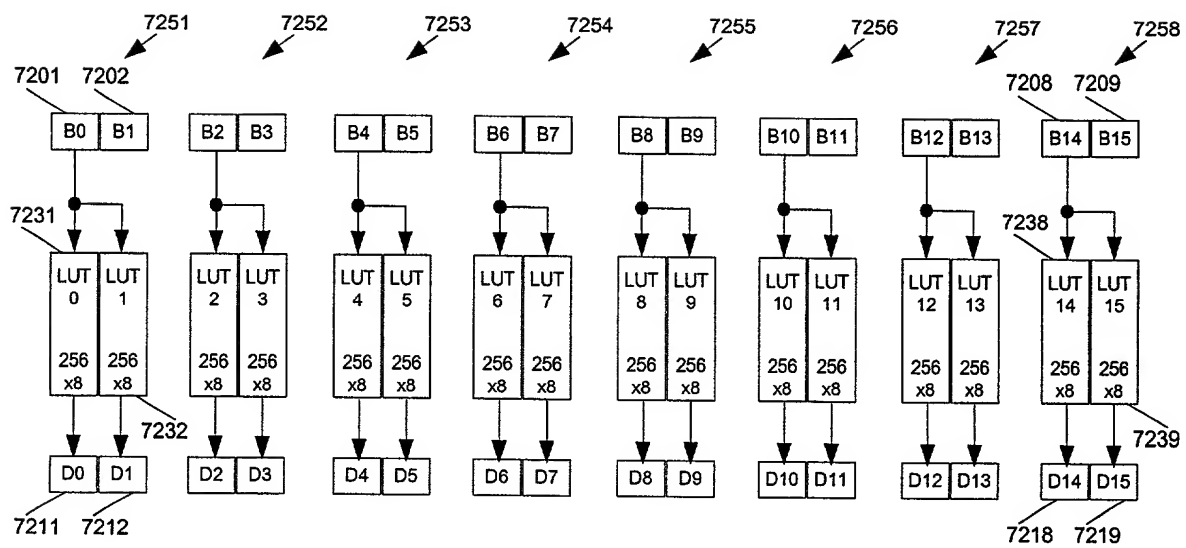 7251 7252 7253 7254 7255 7256 7257 7258
7201 7202 7208 7209
B0 B1 B2 B3 B4 B5 B6 B7 B8 B9 B10 B11 B12 B13 B14 B15
7231 7238
LUT LUT LUT LUT LUT LUT LUT LUT LUT LUT LUT LUT LUT LUT LUT LUT
0 1 2 3 4 5 6 7 8 9 10 11 12 13 14 15
256 256 256 256 256 256 256 256 256 256 256 256 256 256 256 256
x8 x8 x8 x8 x8 x8 x8 x8 x8 x8 x8 x8 x8 x8 x8 x8
7232 7239
D0 D1 D2 D3 D4 D5 D6 D7 D8 D9 D10 D11 D12 D13 D14 D15
7211 7212 7218 7219